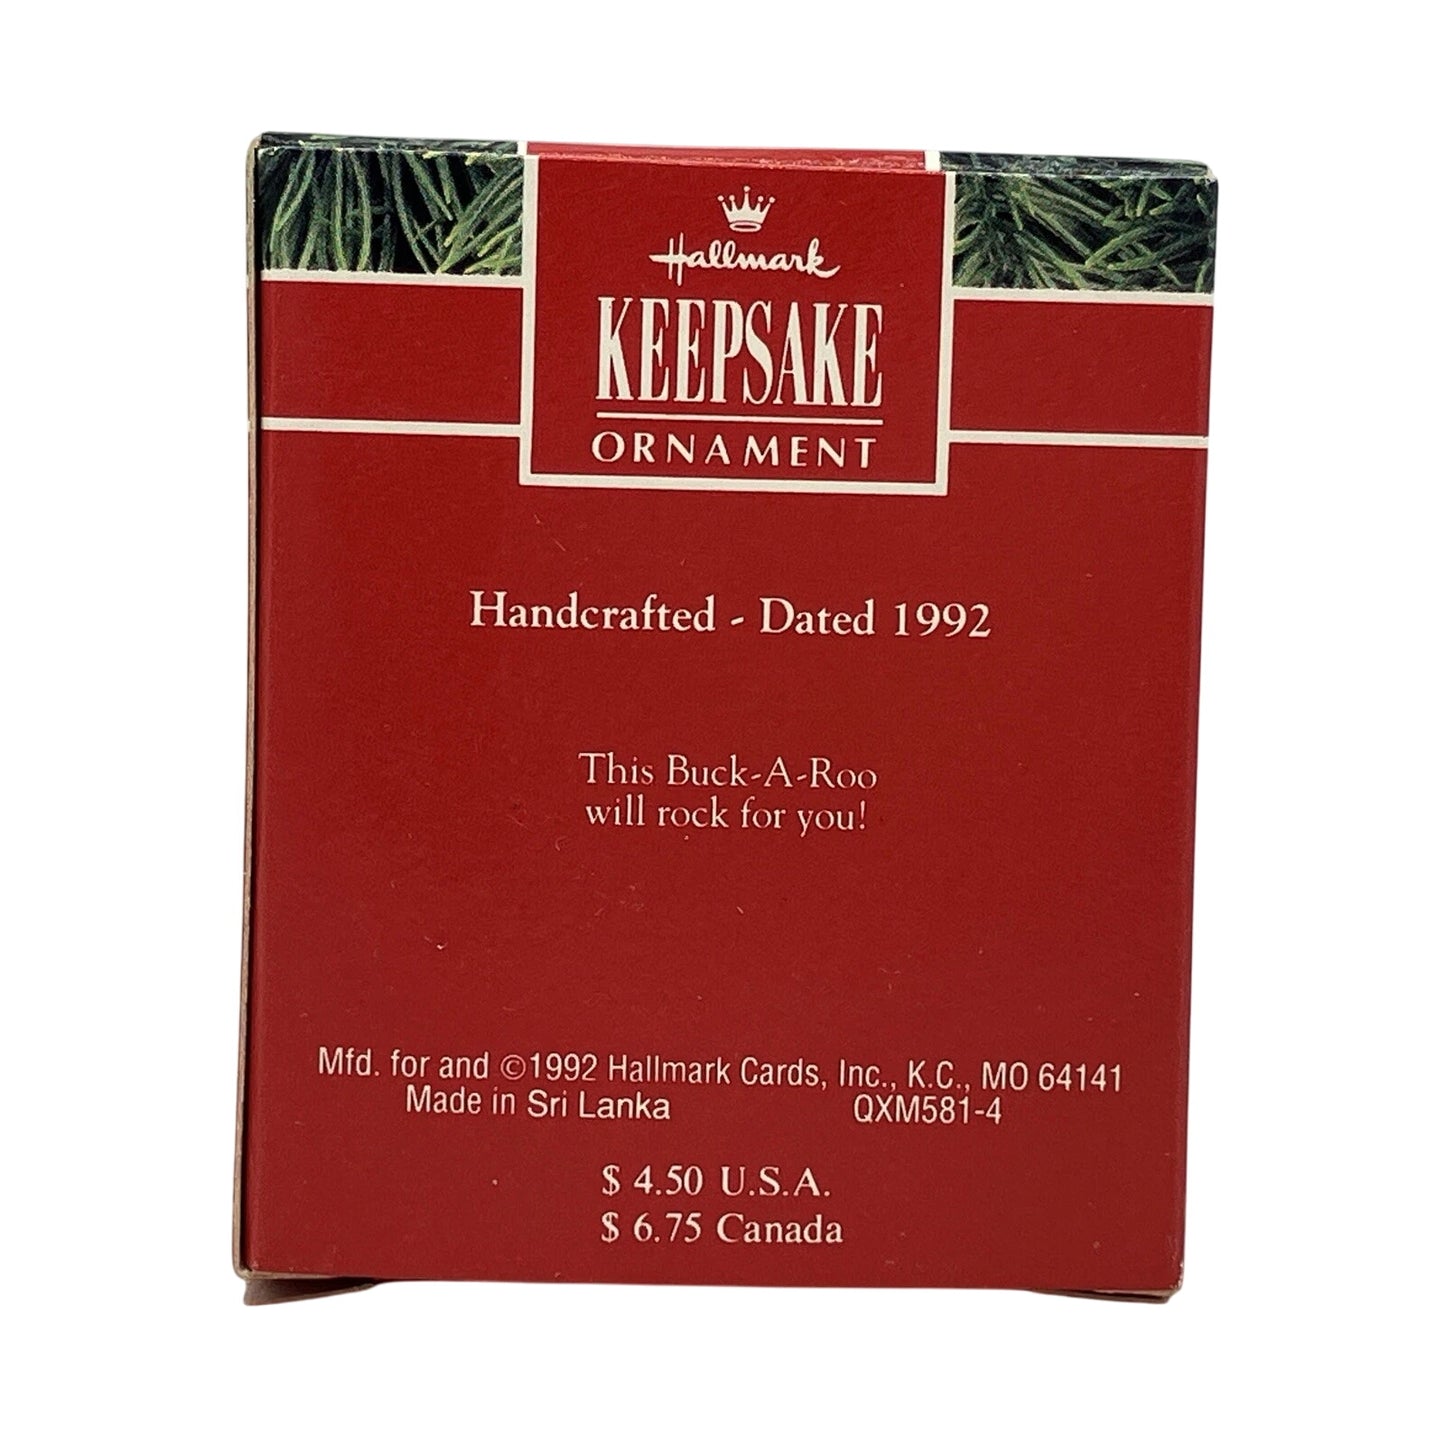 Hallmark
KEEPSAKE
ORNAMENT
Handcrafted - Dated 1992
This Buck-A-Roo
will rock for you!
Mfd. for and ©1992 Hallmark Cards, Inc., K.C., MO 64141
Made in Sri Lanka QXM581-4
$ 4.50 U.S.A.
$ 6.75 Canada